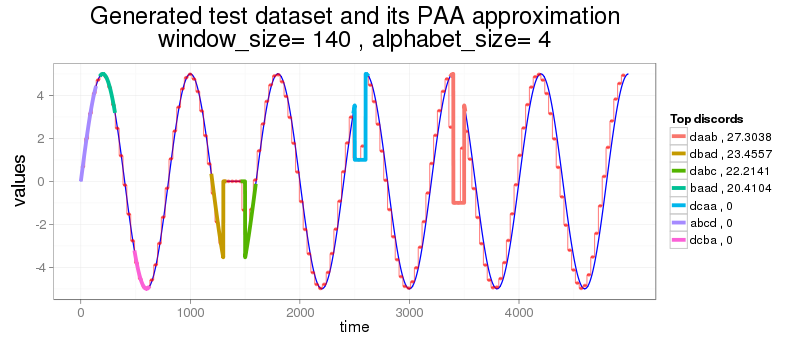 Generated test dataset and its PAA approximation
window_size= 140 , alphabet_size= 4
values
4
2
0
-2
-4
0
1000
2000
3000
4000
time
Top discords
daab , 27.3038
dbad , 23.4557
dabc , 22.2141
baad , 20.4104
dcaa , 0
abcd , 0
dcba , 0